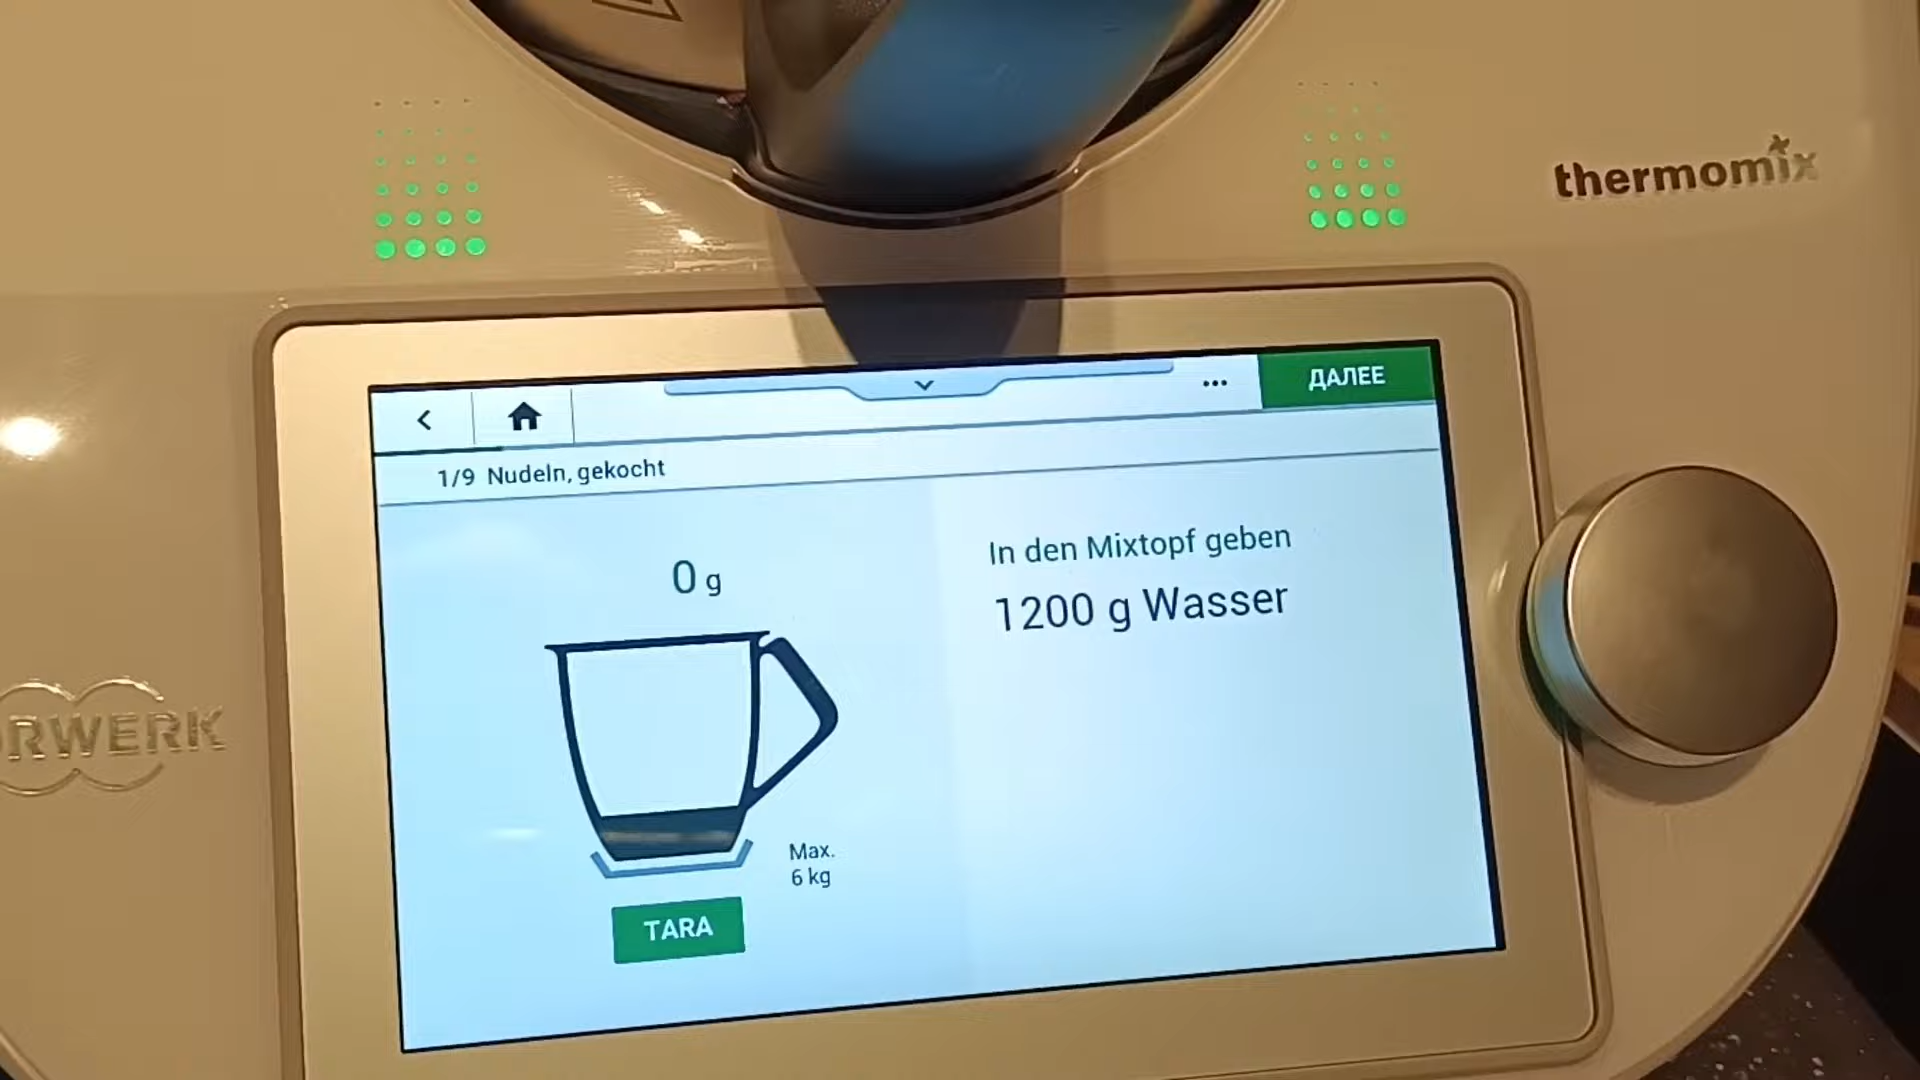 thermomix
ДАЛЕЕ
1/9 Nudeln, gekocht
0 g
In den Mixtopf geben
1200 g Wasser
Max.
6 kg
TARA
RWERK